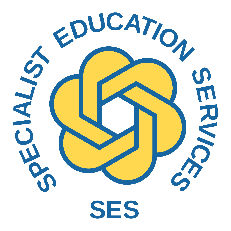 SPECIALIST EDUCATION SERVICES
SES